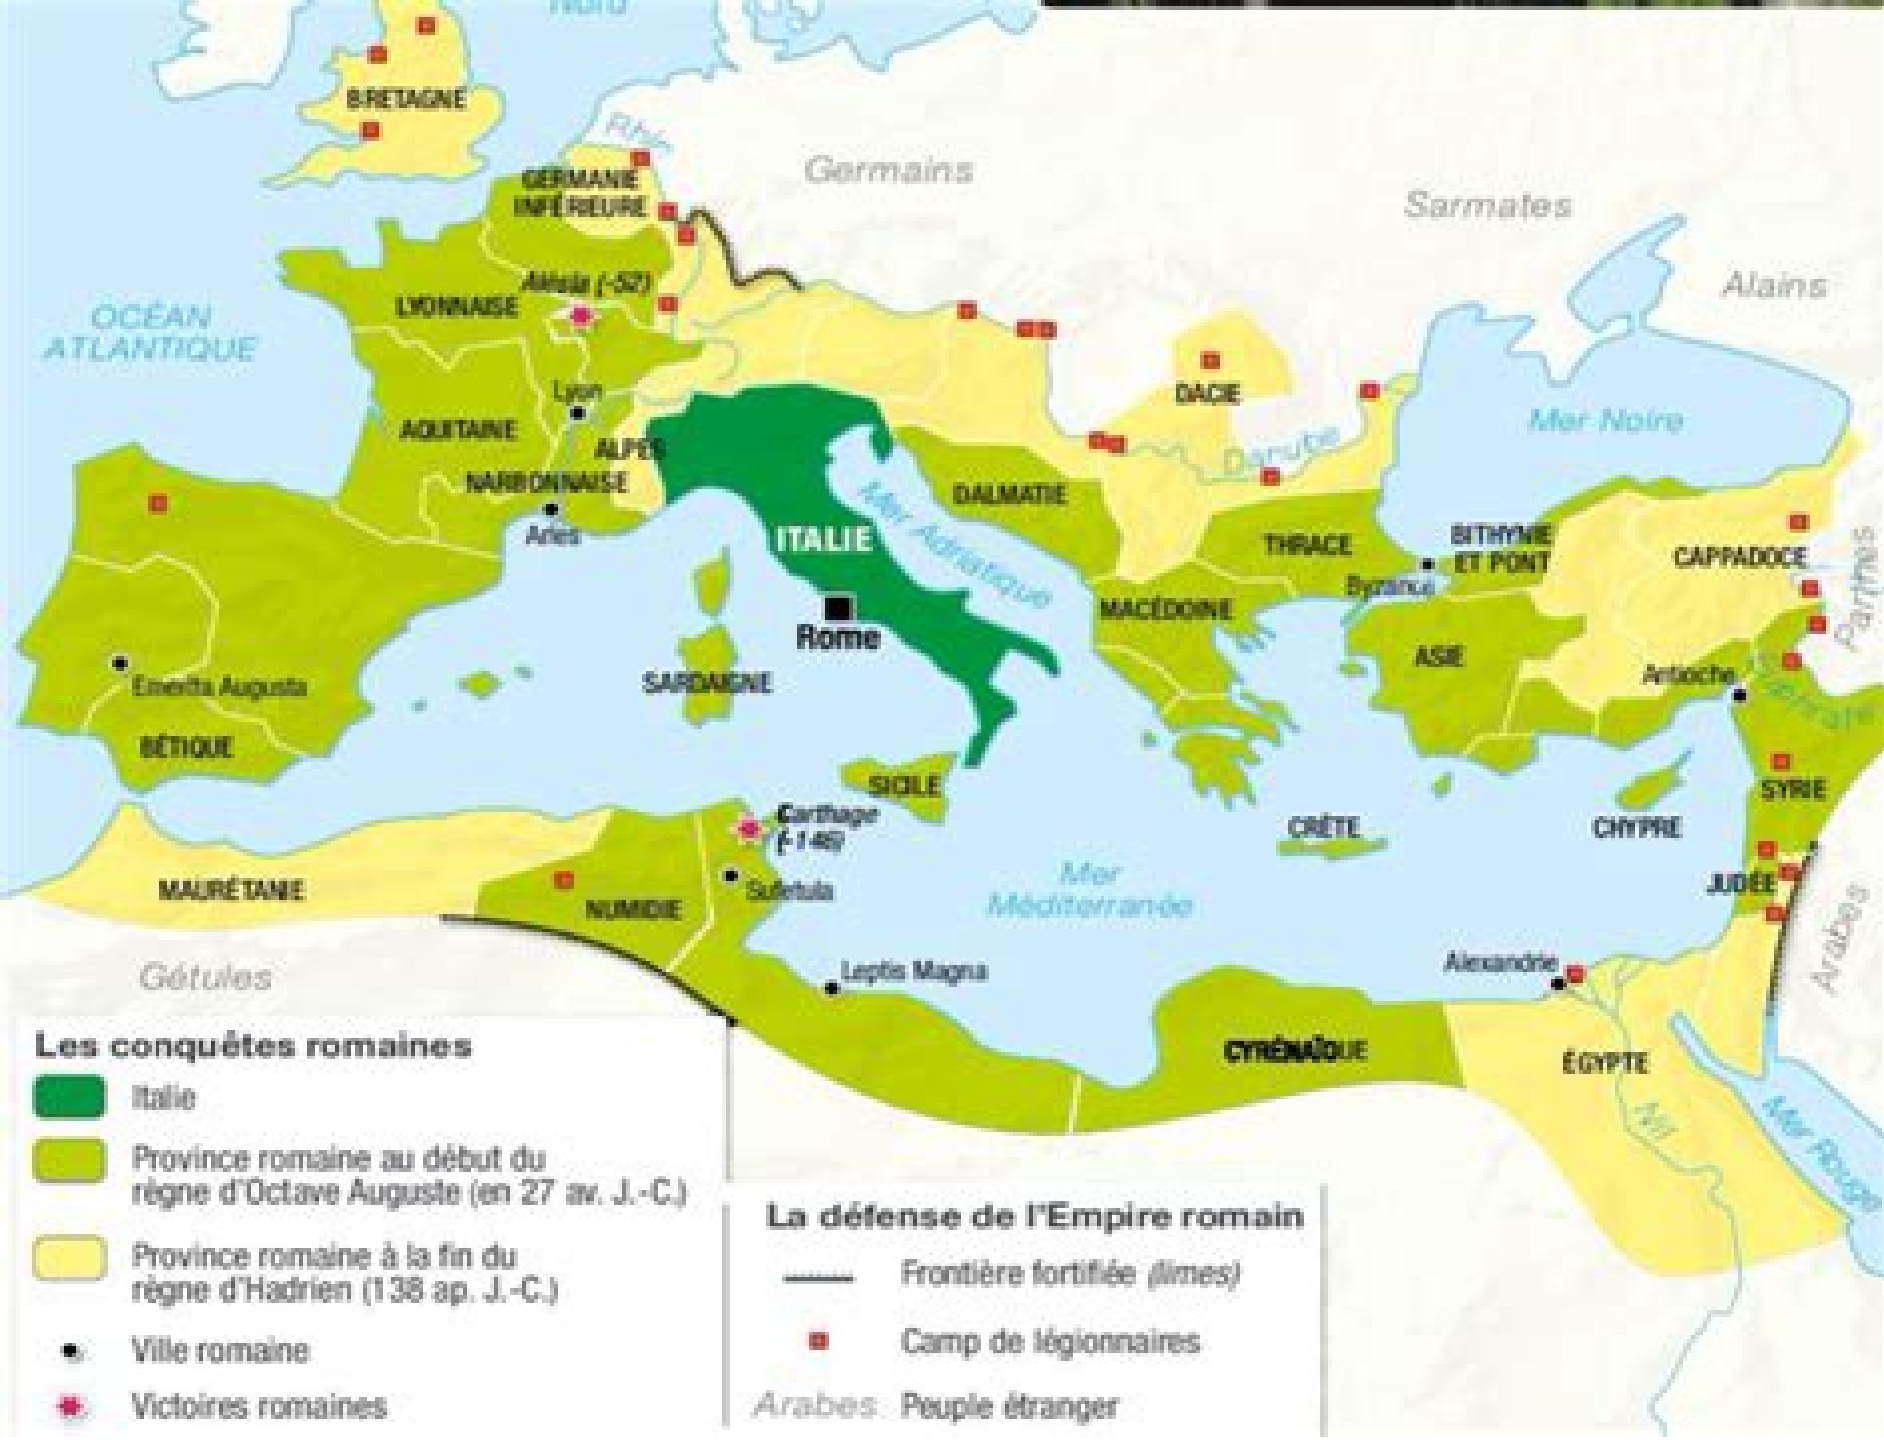 Nord
BRETAGNE
Rhin
Germains
GERMANIE
INFÉRIEURE
Sarmates
Alésia (-52)
Alains
LYONNAISE
OCÉAN
ATLANTIQUE
Lyon
DACIE
Mer Noire
AQUITAINE
ALPES
Danube
NARBONNAISE
DALMATIE
Arles
Mer Adriatique
ITALIE
THRACE
BITHYNIE
ET PONT
CAPPADOCE
Parthes
Byzance
MACÉDOINE
Rome
ASIE
Antioche
Emerita Augusta
SARDAIGNE
Euphrate
BÉTIQUE
SICILE
SYRIE
Carthage
(-146)
CRÈTE
CHYPRE
MAURÉTANIE
Sufetula
Mer
Méditerranée
JUDÉE
NUMIDIE
Arabes
Gétules
Leptis Magna
Alexandrie
CYRÉNAÏQUE
ÉGYPTE
Nil
Mer Rouge
Les conquêtes romaines
Italie
Province romaine au début du
règne d'Octave Auguste (en 27 av. J.-C.)
Province romaine à la fin du
règne d'Hadrien (138 ap. J.-C.)
Ville romaine
Victoires romaines
La défense de l'Empire romain
Frontière fortifiée (limes)
Camp de légionnaires
Arabes Peuple étranger